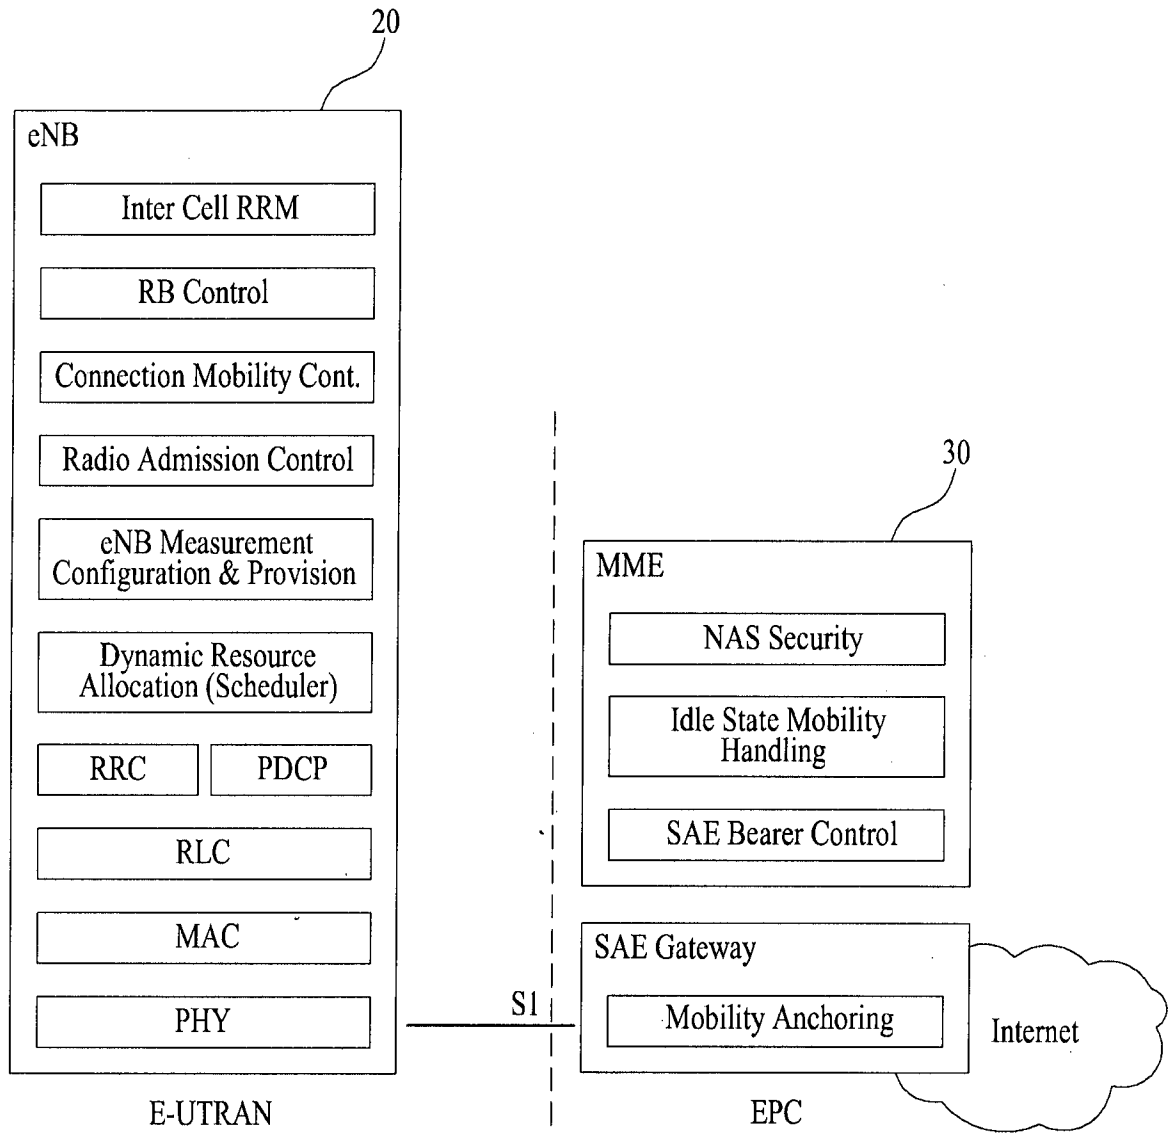 20
eNB
Inter Cell RRM
RB Control
Connection Mobility Cont.
Radio Admission Control
eNB Measurement
Configuration & Provision
Dynamic Resource
Allocation (Scheduler)
RRC
PDCP
RLC
MAC
PHY
S1
30
MME
NAS Security
Idle State Mobility
Handling
SAE Bearer Control
SAE Gateway
Mobility Anchoring
Internet
E-UTRAN
EPC